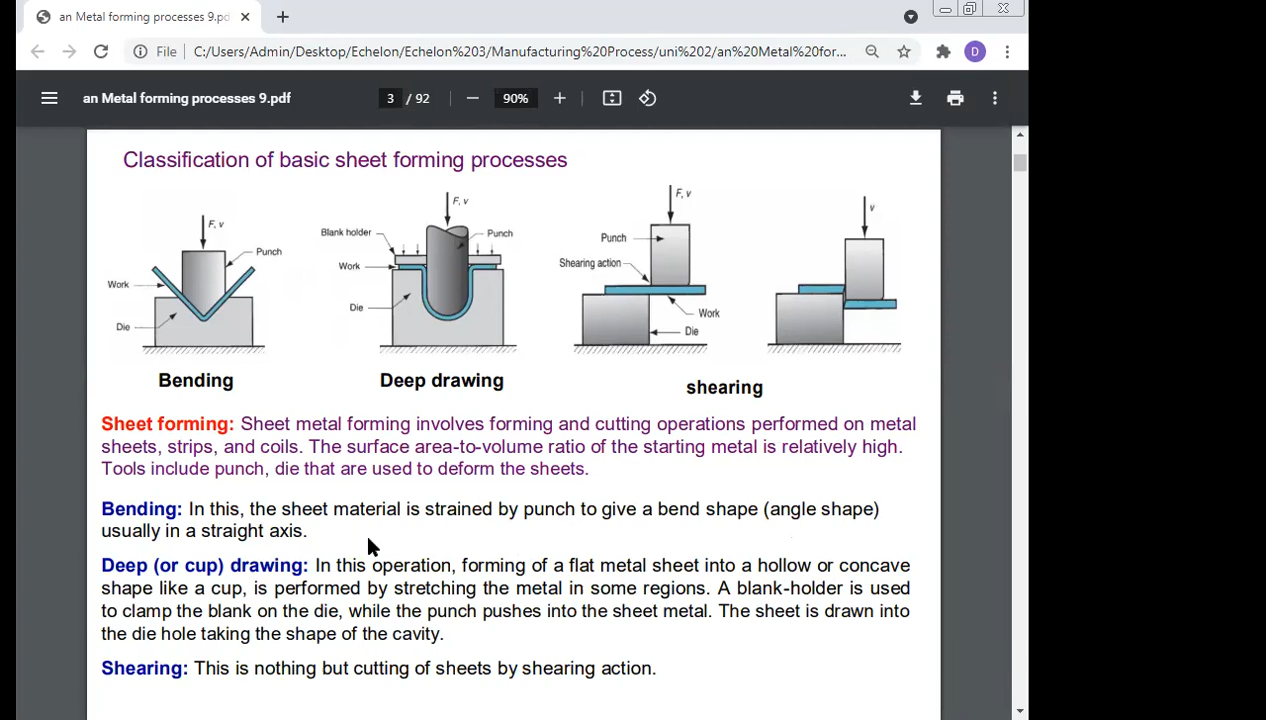 an Metal forming processes 9.pd
File C:/Users/Admin/Desktop/Echelon/Echelon%203/Manufacturing%20Process/uni%202/an%20Metal%20for... D
an Metal forming processes 9.pdf 3 / 92 90%
Classification of basic sheet forming processes
F, v
Punch
Work
Die
Bending
F, v
Blank holder
Punch
Work
Die
Deep drawing
F, v
Punch
Shearing action
Work
Die
v
shearing
Sheet forming: Sheet metal forming involves forming and cutting operations performed on metal
sheets, strips, and coils. The surface area-to-volume ratio of the starting metal is relatively high.
Tools include punch, die that are used to deform the sheets.
Bending: In this, the sheet material is strained by punch to give a bend shape (angle shape)
usually in a straight axis.
Deep (or cup) drawing: In this operation, forming of a flat metal sheet into a hollow or concave
shape like a cup, is performed by stretching the metal in some regions. A blank-holder is used
to clamp the blank on the die, while the punch pushes into the sheet metal. The sheet is drawn into
the die hole taking the shape of the cavity.
Shearing: This is nothing but cutting of sheets by shearing action.